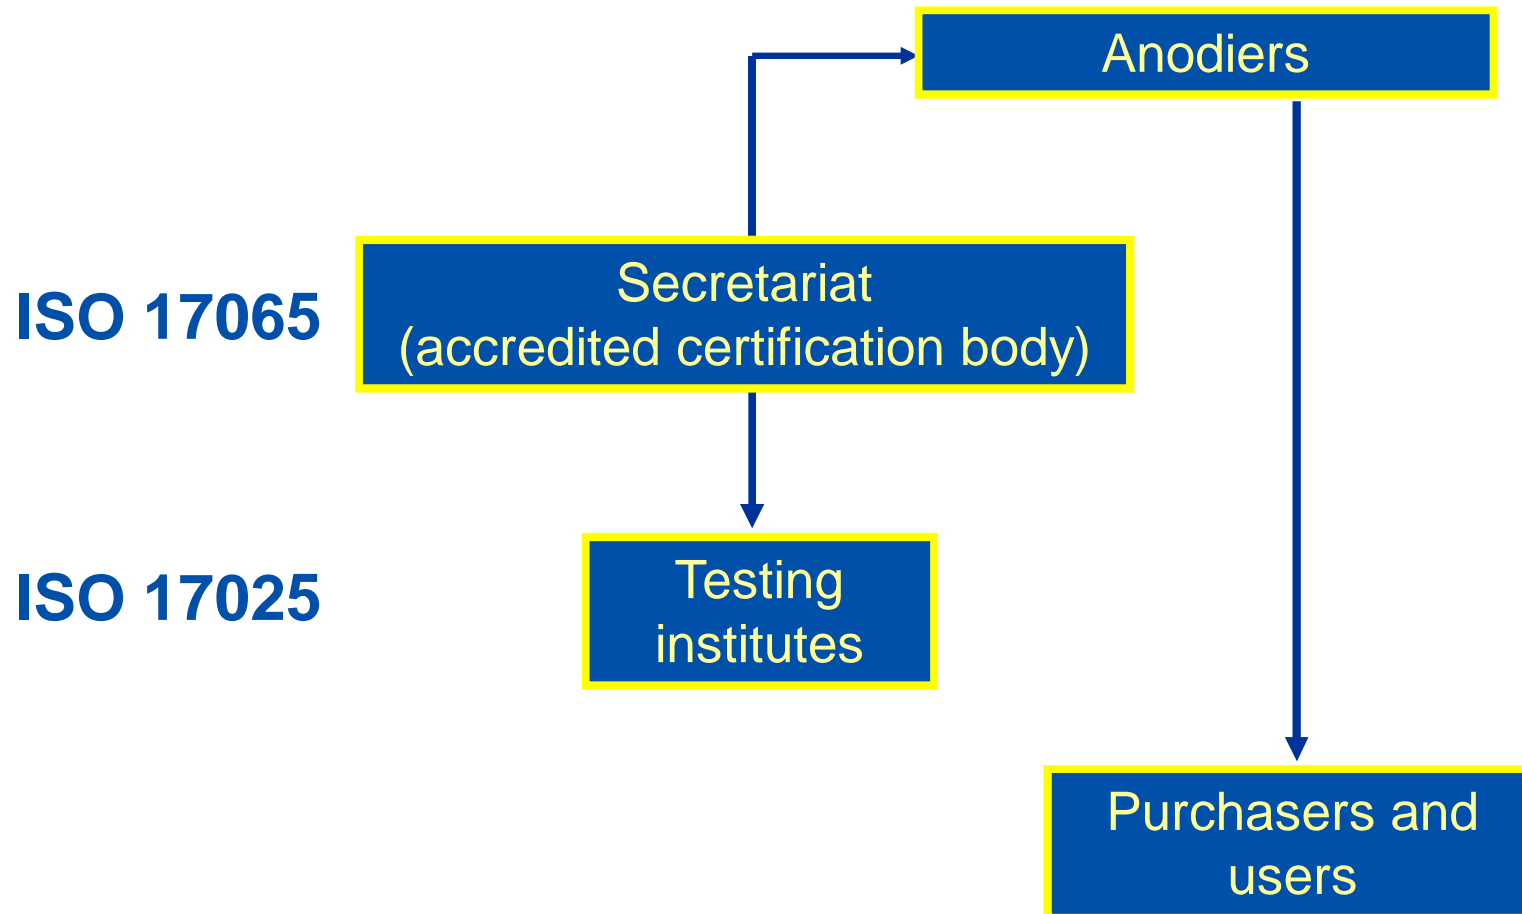 Anodiers
ISO 17065
Secretariat
(accredited certification body)
ISO 17025
Testing
institutes
Purchasers and
users